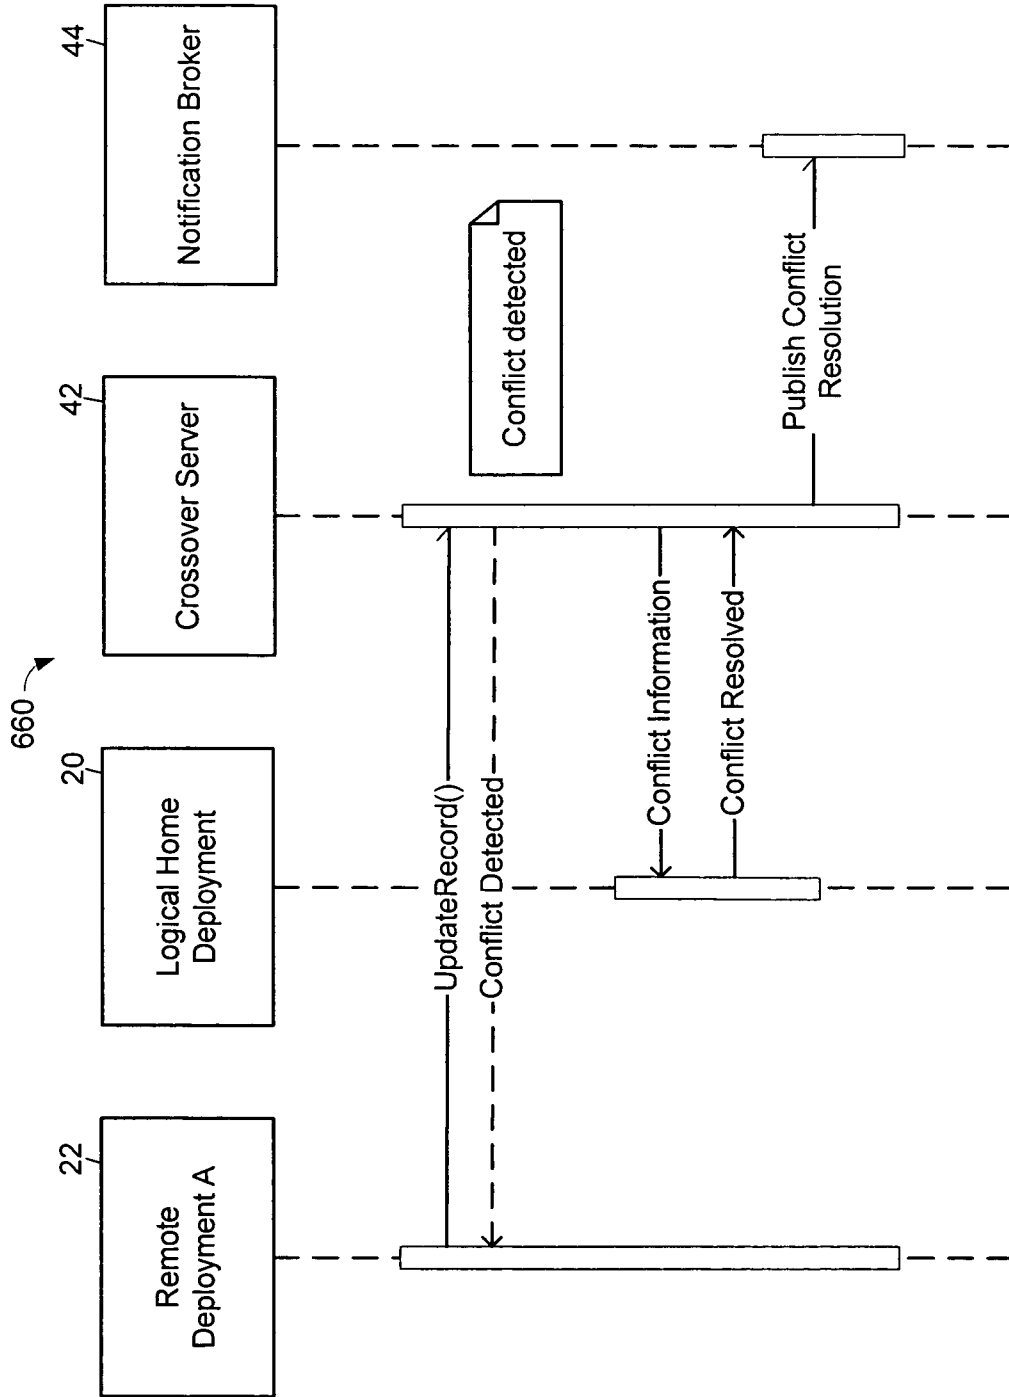 660
22
20
42
44
Remote
Deployment A
Logical Home
Deployment
Crossover Server
Notification Broker
UpdateRecord()
Conflict Detected
Conflict detected
Conflict Information
Conflict Resolved
Publish Conflict
Resolution